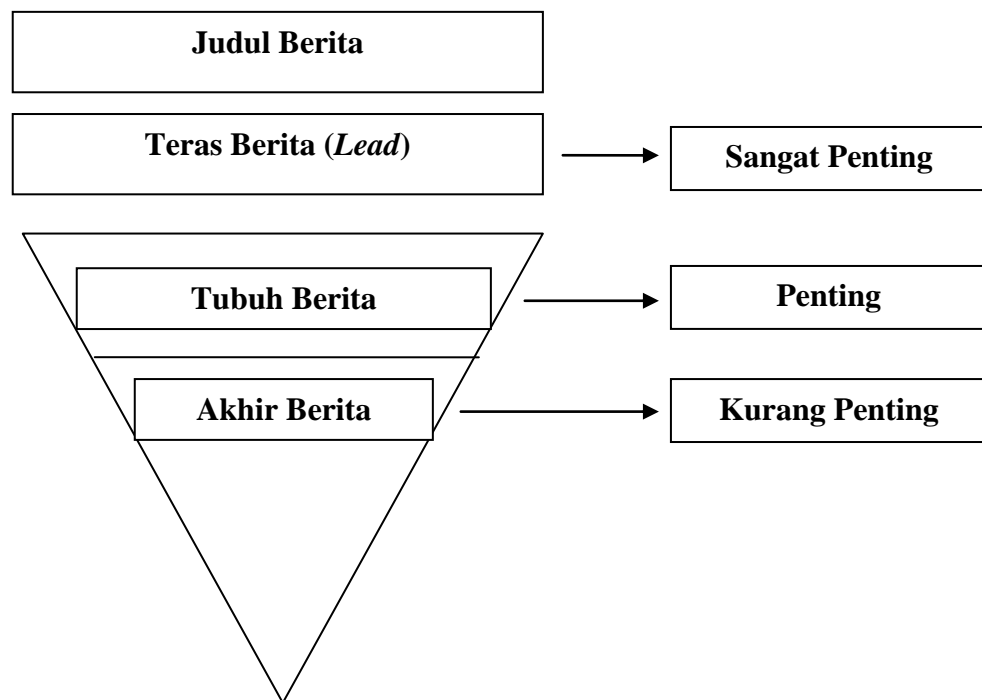 Judul Berita
Teras Berita (Lead)
Sangat Penting
Tubuh Berita
Penting
Akhir Berita
Kurang Penting